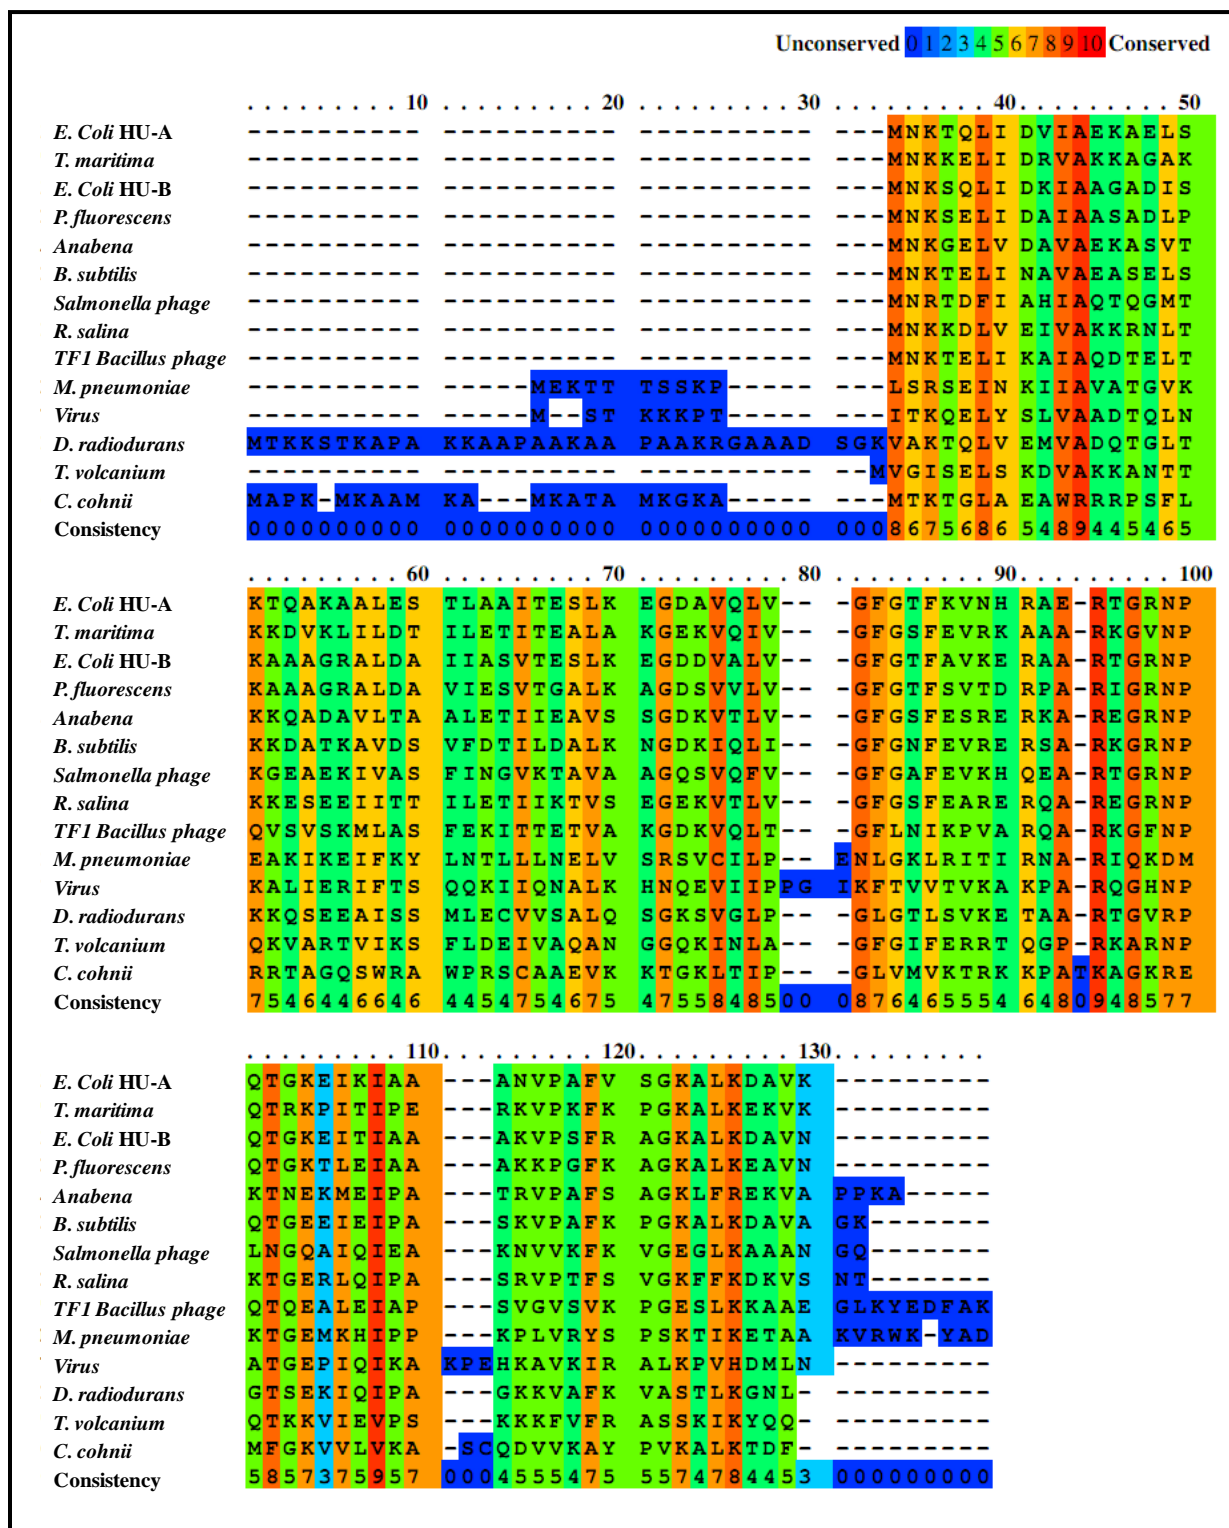 Unconserved 0 1 2 3 4 5 6 7 8 9 10 Conserved
. . . . . . . . . 10 . . . . . . . . . 20 . . . . . . . . . 30 . . . . . . . . . 40 . . . . . . . . . 50
E. Coli HU-A ---------- ---------- ---------- ---MNKTQLI DVIAEKAELS
T. maritima ---------- ---------- ---------- ---MNKKELI DRVAKKAGAK
E. Coli HU-B ---------- ---------- ---------- ---MNKSQLI DKIAAGADIS
P. fluorescens ---------- ---------- ---------- ---MNKSELI DAIAASADLP
Anabena ---------- ---------- ---------- ---MNKGELV DAVAEKASVT
B. subtilis ---------- ---------- ---------- ---MNKTELI NAVAEASELS
Salmonella phage ---------- ---------- ---------- ---MNRTDFI AHIAQTQGMT
R. salina ---------- ---------- ---------- ---MNKKDLV EIVAKKRNLT
TF1 Bacillus phage ---------- ---------- ---------- ---MNKTELI KAIAQDTELT
M. pneumoniae ---------- -----MEKTT TSSKP----- ---LSRSEIN KIIAVATGVK
Virus ---------- -----M--ST KKKPT----- ---ITKQELY SLVAADTQLN
D. radiodurans MTKKSTKAPA KKAAPAAKAA PAAKRGAAAD SGKVAKTQLV EMVADQTGLT
T. volcanium ---------- ---------- ---------- --MVGISELS KDVAKKANTT
C. cohnii MAPK-MKAAM KA---MKATA MKGKA----- ---MTKTGLA EAWRRRPSFL
Consistency 0000000000 0000000000 0000000000 0008675686 5489445465
. . . . . . . . . 60 . . . . . . . . . 70 . . . . . . . . . 80 . . . . . . . . . 90 . . . . . . . . . 100
E. Coli HU-A KTQAKAALES TLAAITESLK EGDAVQLV-- -GFGTFKVNH RAE-RTGRNP
T. maritima KKDVKLILDT ILETITEALA KGEKVQIV-- -GFGSFEVRK AAA-RKGVNP
E. Coli HU-B KAAAGRALDA IIASVTESLK EGDDVALV-- -GFGTFAVKE RAA-RTGRNP
P. fluorescens KAAAGRALDA VIESVTGALK AGDSVVLV-- -GFGTFSVTD RPA-RIGRNP
Anabena KKQADAVLTA ALETIIEAVS SGDKVTLV-- -GFGSFESRE RKA-REGRNP
B. subtilis KKDATKAVDS VFDTILDALK NGDKIQLI-- -GFGNFEVRE RSA-RKGRNP
Salmonella phage KGEAEKIVAS FINGVKTAVA AGQSVQFV-- -GFGAFEVKH QEA-RTGRNP
R. salina KKESEEIITT ILETIIKTVS EGEKVTLV-- -GFGSFEARE RQA-REGRNP
TF1 Bacillus phage QVSVSKMLAS FEKITTETVA KGDKVQLT-- -GFLNIKPVA RQA-RKGFNP
M. pneumoniae EAKIKEIFKY LNTLLLNELV SRSVCILP-- ENLGKLRITI RNA-RIQKDM
Virus KALIERIFTS QQKIIQNALK HNQEVIIPPG IKFTVVTVKA KPA-RQGHNP
D. radiodurans KKQSEEAISS MLECVVSALQ SGKSVGLP-- -GLGTLSVKE TAA-RTGVRP
T. volcanium QKVARTVIKS FLDEIVAQAN GGQKINLA-- -GFGIFERRT QGP-RKARNP
C. cohnii RRTAGQSWRA WPRSCAAEVK KTGKLTIP-- -GLVMVKTRK KPATKAGKRE
Consistency 7546446646 4454754675 4755848500 0876465554 6480948577
. . . . . . . . . 110 . . . . . . . . . 120 . . . . . . . . . 130 . . . . . . . . .
E. Coli HU-A QTGKEIKIAA ---ANVPAFV SGKALKDAVK ---------
T. maritima QTRKPITIPE ---RKVPKFK PGKALKEKVK ---------
E. Coli HU-B QTGKEITIAA ---AKVPSFR AGKALKDAVN ---------
P. fluorescens QTGKTLEIAA ---AKKPGFK AGKALKEAVN ---------
Anabena KTNEKMEIPA ---TRVPAFS AGKLFREKVA PPKA-----
B. subtilis QTGEEIEIPA ---SKVPAFK PGKALKDAVA GK-------
Salmonella phage LNGQAIQIEA ---KNVVKFK VGEGLKAAAN GQ-------
R. salina KTGERLQIPA ---SRVPTFS VGKFFKDKVS NT-------
TF1 Bacillus phage QTQEALEIAP ---SVGVSVK PGESLKKAAE GLKYEDFAK
M. pneumoniae KTGEMKHIPP ---KPLVRYS PSKTIKETAA KVRWK-YAD
Virus ATGEPIQIKA KPEHKAVKIR ALKPVHDMLN ---------
D. radiodurans GTSEKIQIPA ---GKKVAFK VASTLKGNL- ---------
T. volcanium QTKKVIEVPS ---KKKFVFR ASSKIKYQQ- ---------
C. cohnii MFGKVVLVKA -SCQDVVKAY PVKALKTDF- ---------
Consistency 5857375957 0004555475 5574784453 000000000